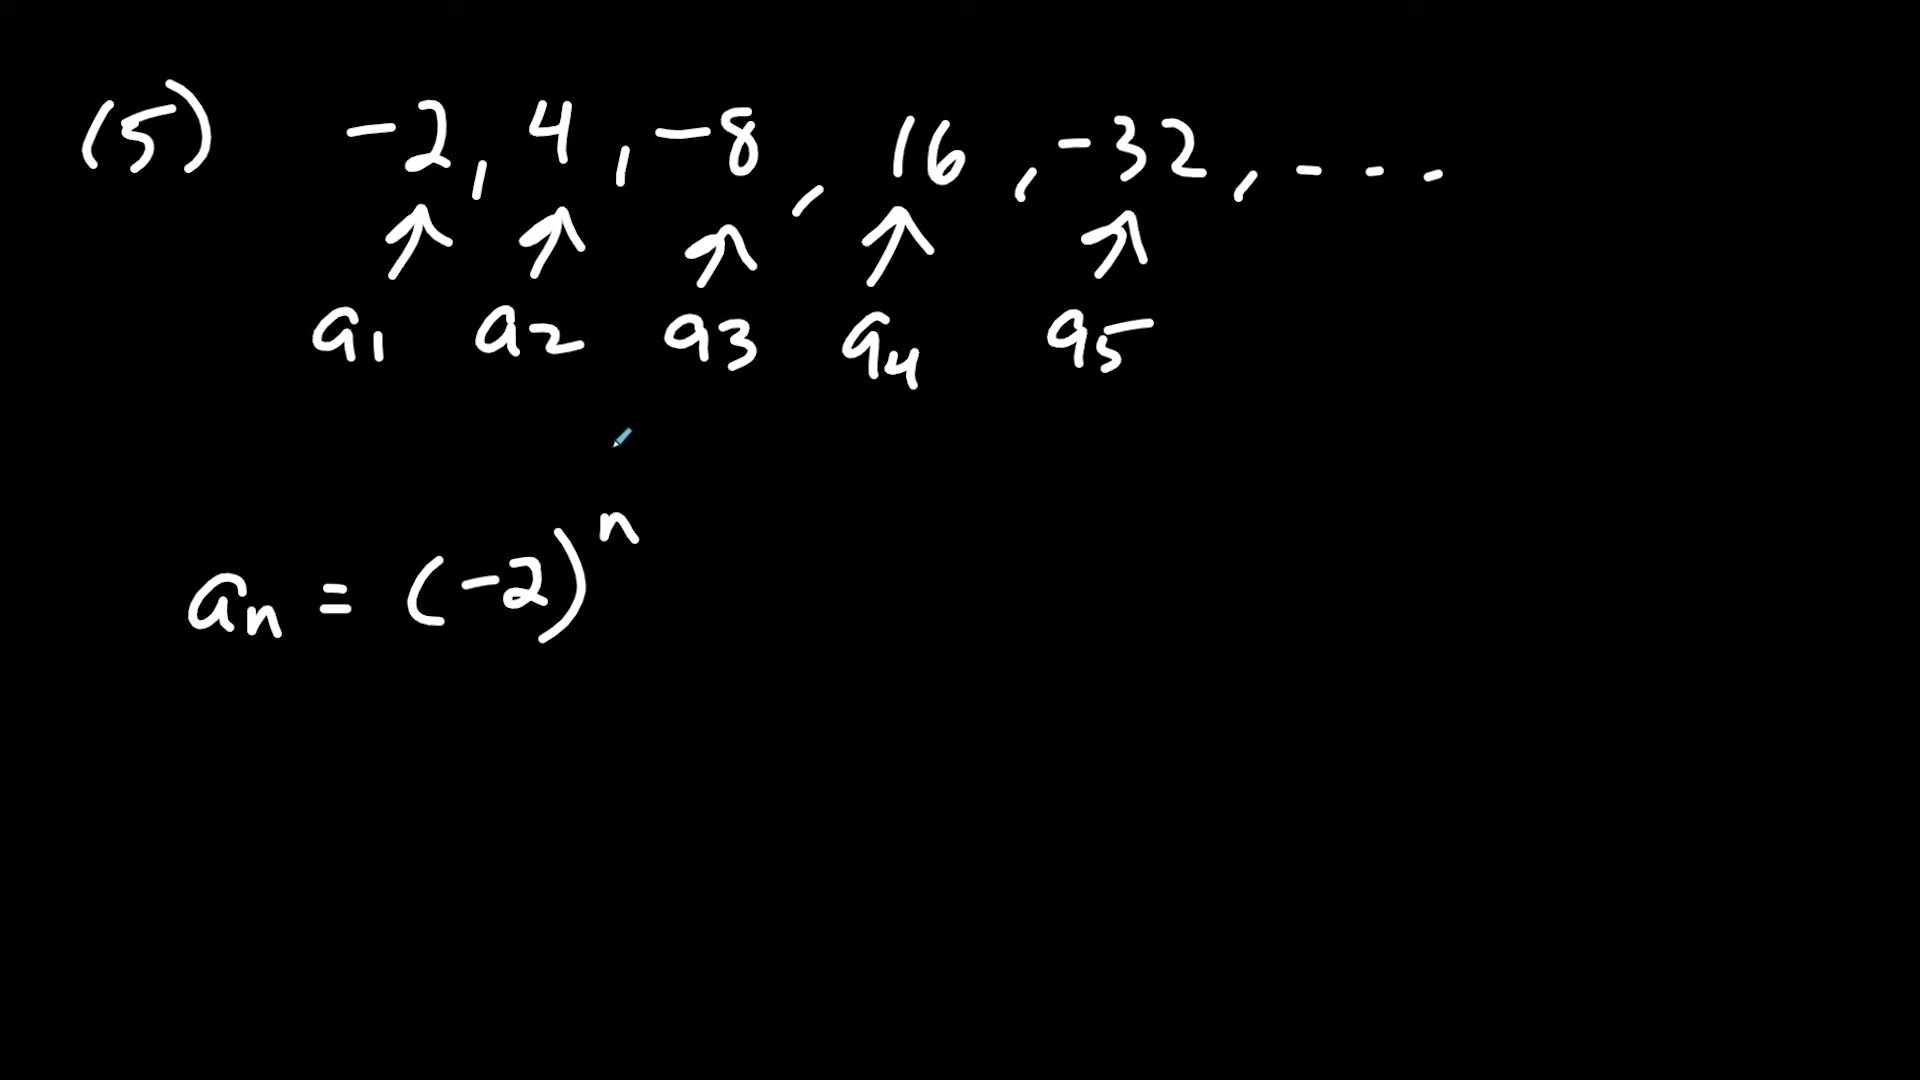 (5) -2, 4, -8, 16, -32, ...
a1 a2 a3 a4 a5
an = (-2)^n